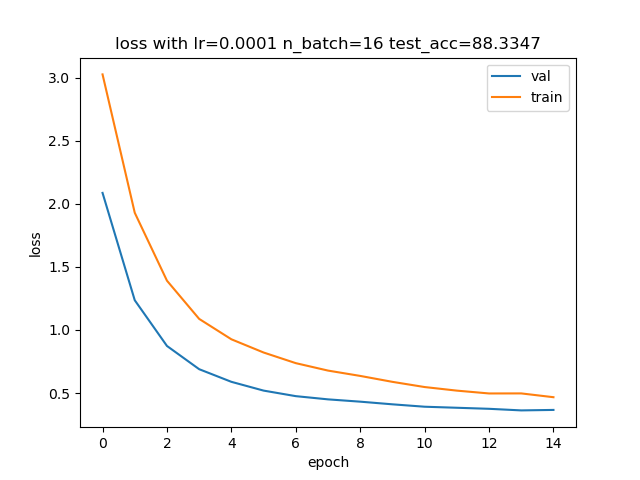 loss with lr=0.0001 n_batch=16 test_acc=88.3347
val
train
3.0
2.5
2.0
1.5
1.0
0.5
loss
0 2 4 6 8 10 12 14
epoch